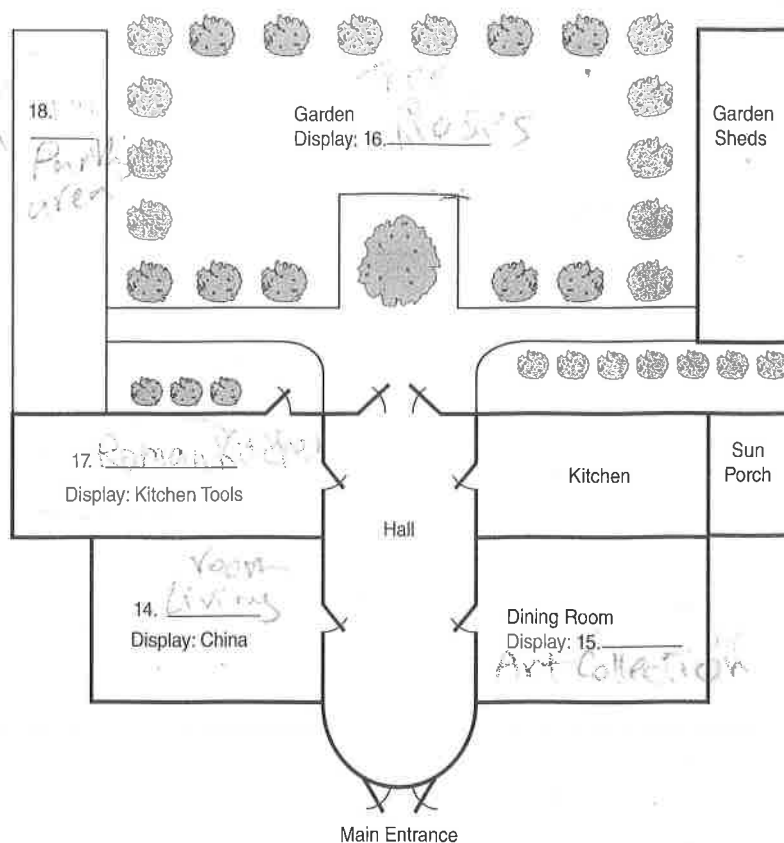 18.
area
Garden
Display: 16. Roses
Garden
Sheds
17. Roman Kitchen
Display: Kitchen Tools
Kitchen
Sun
Porch
Hall
room
14. Living
Display: China
Dining Room
Display: 15.
Art Collection
Main Entrance